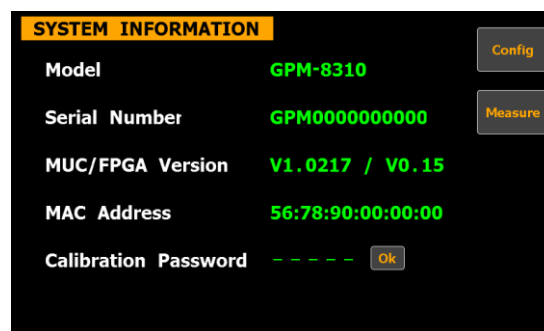 SYSTEM INFORMATION
Config
Model GPM-8310
Serial Number GPM0000000000
Measure
MUC/FPGA Version V1.0217 / V0.15
MAC Address 56:78:90:00:00:00
Calibration Password – – – – – Ok